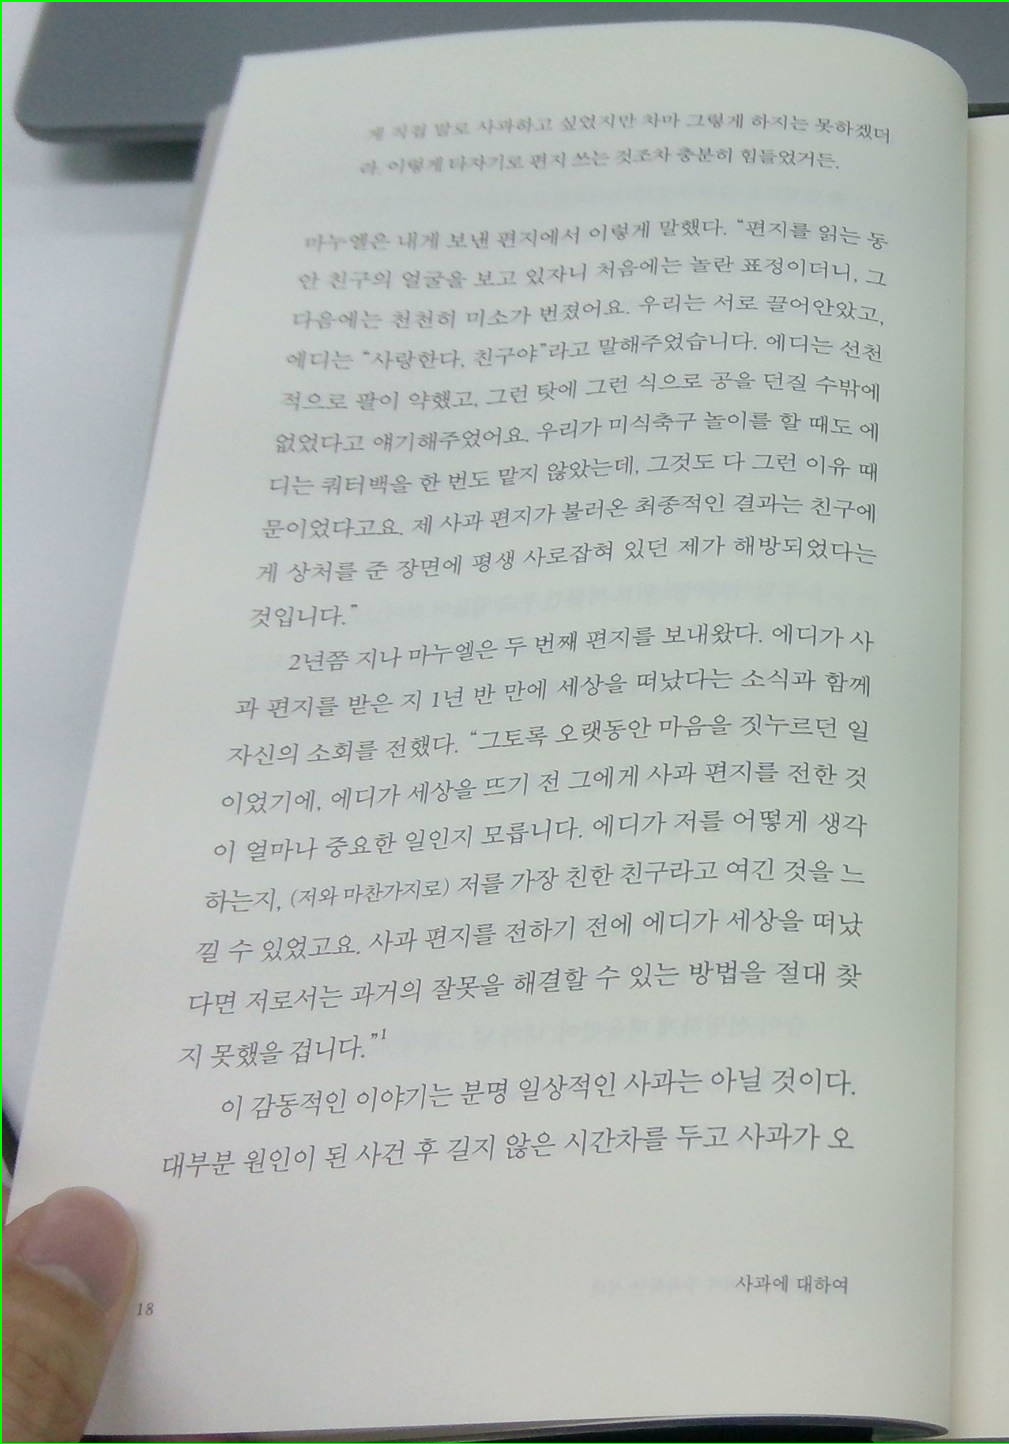 게 직접 말로 사과하고 싶었지만 차마 그렇게 하지는 못하겠더
라. 이렇게 타자기로 편지 쓰는 것조차 충분히 힘들었거든.
마누엘은 내게 보낸 편지에서 이렇게 말했다. “편지를 읽는 동
안 친구의 얼굴을 보고 있자니 처음에는 놀란 표정이더니, 그
다음에는 천천히 미소가 번졌어요. 우리는 서로 끌어안았고,
에디는 “사랑한다, 친구야”라고 말해주었습니다. 에디는 선천
적으로 팔이 약했고, 그런 탓에 그런 식으로 공을 던질 수밖에
없었다고 얘기해주었어요. 우리가 미식축구 놀이를 할 때도 에
디는 쿼터백을 한 번도 맡지 않았는데, 그것도 다 그런 이유 때
문이었다고요. 제 사과 편지가 불러온 최종적인 결과는 친구에
게 상처를 준 장면에 평생 사로잡혀 있던 제가 해방되었다는
것입니다.”
2년쯤 지나 마누엘은 두 번째 편지를 보내왔다. 에디가 사
과 편지를 받은 지 1년 반 만에 세상을 떠났다는 소식과 함께
자신의 소회를 전했다. “그토록 오랫동안 마음을 짓누르던 일
이었기에, 에디가 세상을 뜨기 전 그에게 사과 편지를 전한 것
이 얼마나 중요한 일인지 모릅니다. 에디가 저를 어떻게 생각
하는지, (저와 마찬가지로) 저를 가장 친한 친구라고 여긴 것을 느
낄 수 있었고요. 사과 편지를 전하기 전에 에디가 세상을 떠났
다면 저로서는 과거의 잘못을 해결할 수 있는 방법을 절대 찾
지 못했을 겁니다.”1
이 감동적인 이야기는 분명 일상적인 사과는 아닐 것이다.
대부분 원인이 된 사건 후 길지 않은 시간차를 두고 사과가 오
사과에 대하여
18